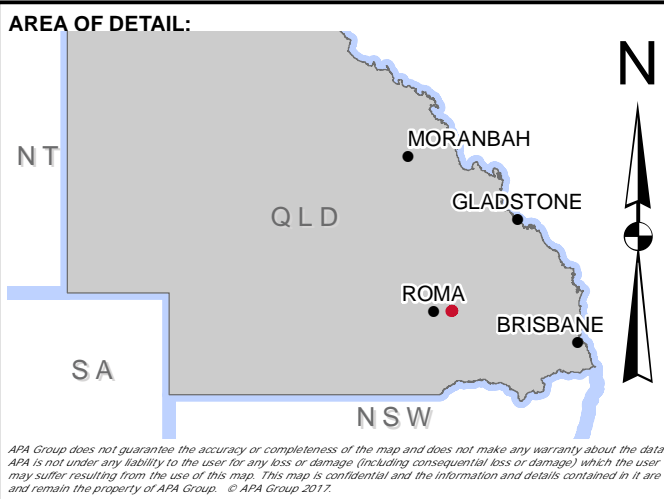 AREA OF DETAIL:
N
MORANBAH
NT
GLADSTONE
QLD
ROMA
BRISBANE
SA
NSW
APA Group does not guarantee the accuracy or completeness of the map and does not make any warranty about the data.
APA is not under any liability to the user for any loss or damage (including consequential loss or damage) which the user
may suffer resulting from the use of this map. This map is confidential and the information and details contained in it are
and remain the property of APA Group. © APA Group 2017.